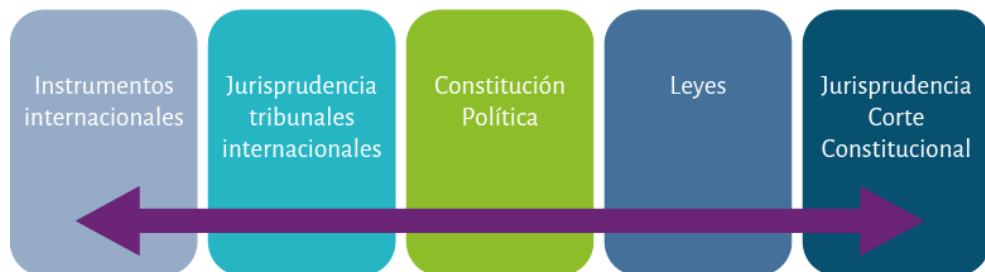 Instrumentos
internacionales
Jurisprudencia
tribunales
internacionales
Constitución
Política
Leyes
Jurisprudencia
Corte
Constitucional